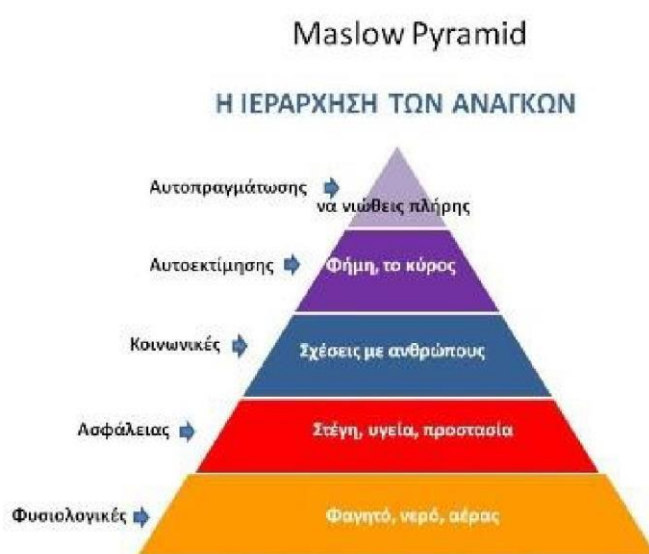 Maslow Pyramid
Η ΙΕΡΑΡΧΗΣΗ ΤΩΝ ΑΝΑΓΚΩΝ
Αυτοπραγμάτωσης
να νιώθεις πλήρης
Αυτοεκτίμησης
Φήμη, το κύρος
Κοινωνικές
Σχέσεις με ανθρώπους
Ασφάλειας
Στέγη, υγεία, προστασία
Φυσιολογικές
Φαγητό, νερό, αέρας